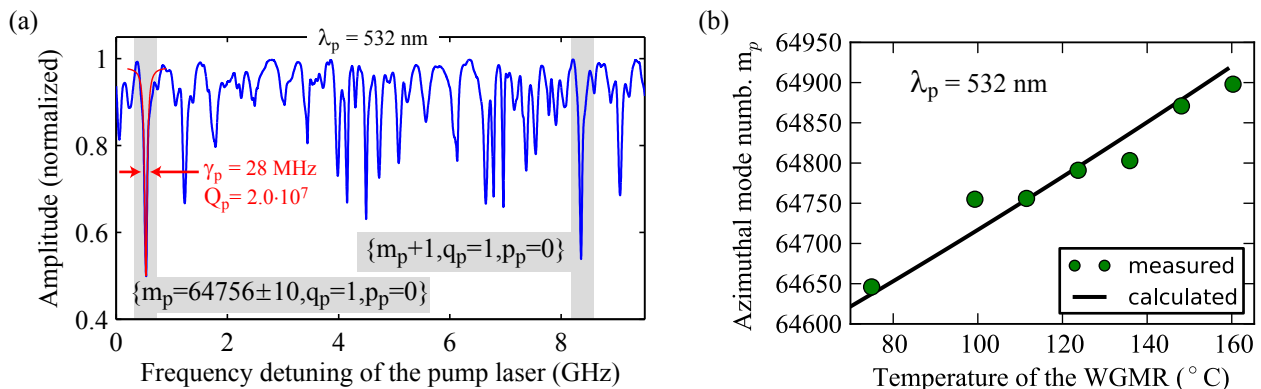 (a)
λp = 532 nm
Amplitude (normalized)
1
0.8
0.6
0.4
γp = 28 MHz
Qp= 2.0·10⁷
{mp+1,qp=1,pp=0}
{mp=64756±10,qp=1,pp=0}
0 2 4 6 8
Frequency detuning of the pump laser (GHz)
(b)
Azimuthal mode numb. mp
64950
64900
64850
64800
64750
64700
64650
64600
λp = 532 nm
measured
calculated
80 100 120 140 160
Temperature of the WGMR (°C)